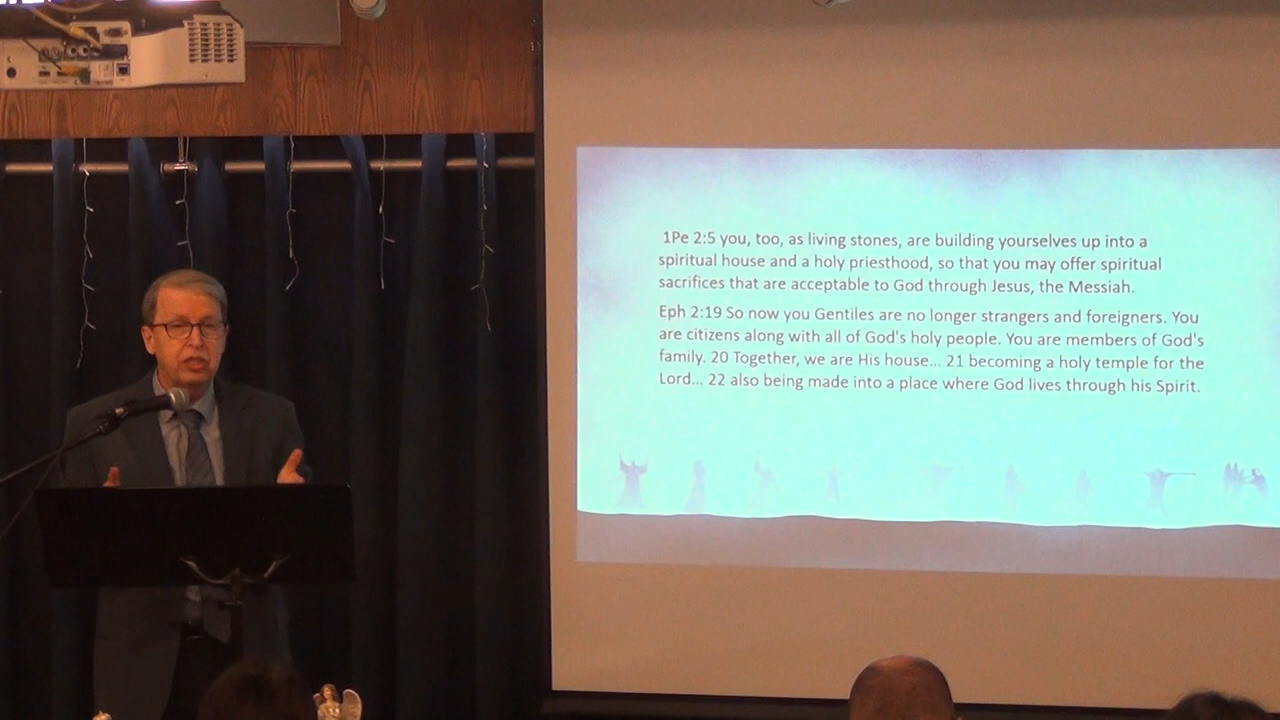 1Pe 2:5 you, too, as living stones, are building yourselves up into a
spiritual house and a holy priesthood, so that you may offer spiritual
sacrifices that are acceptable to God through Jesus, the Messiah.
Eph 2:19 So now you Gentiles are no longer strangers and foreigners. You
are citizens along with all of God's holy people. You are members of God's
family. 20 Together, we are His house... 21 becoming a holy temple for the
Lord... 22 also being made into a place where God lives through his Spirit.